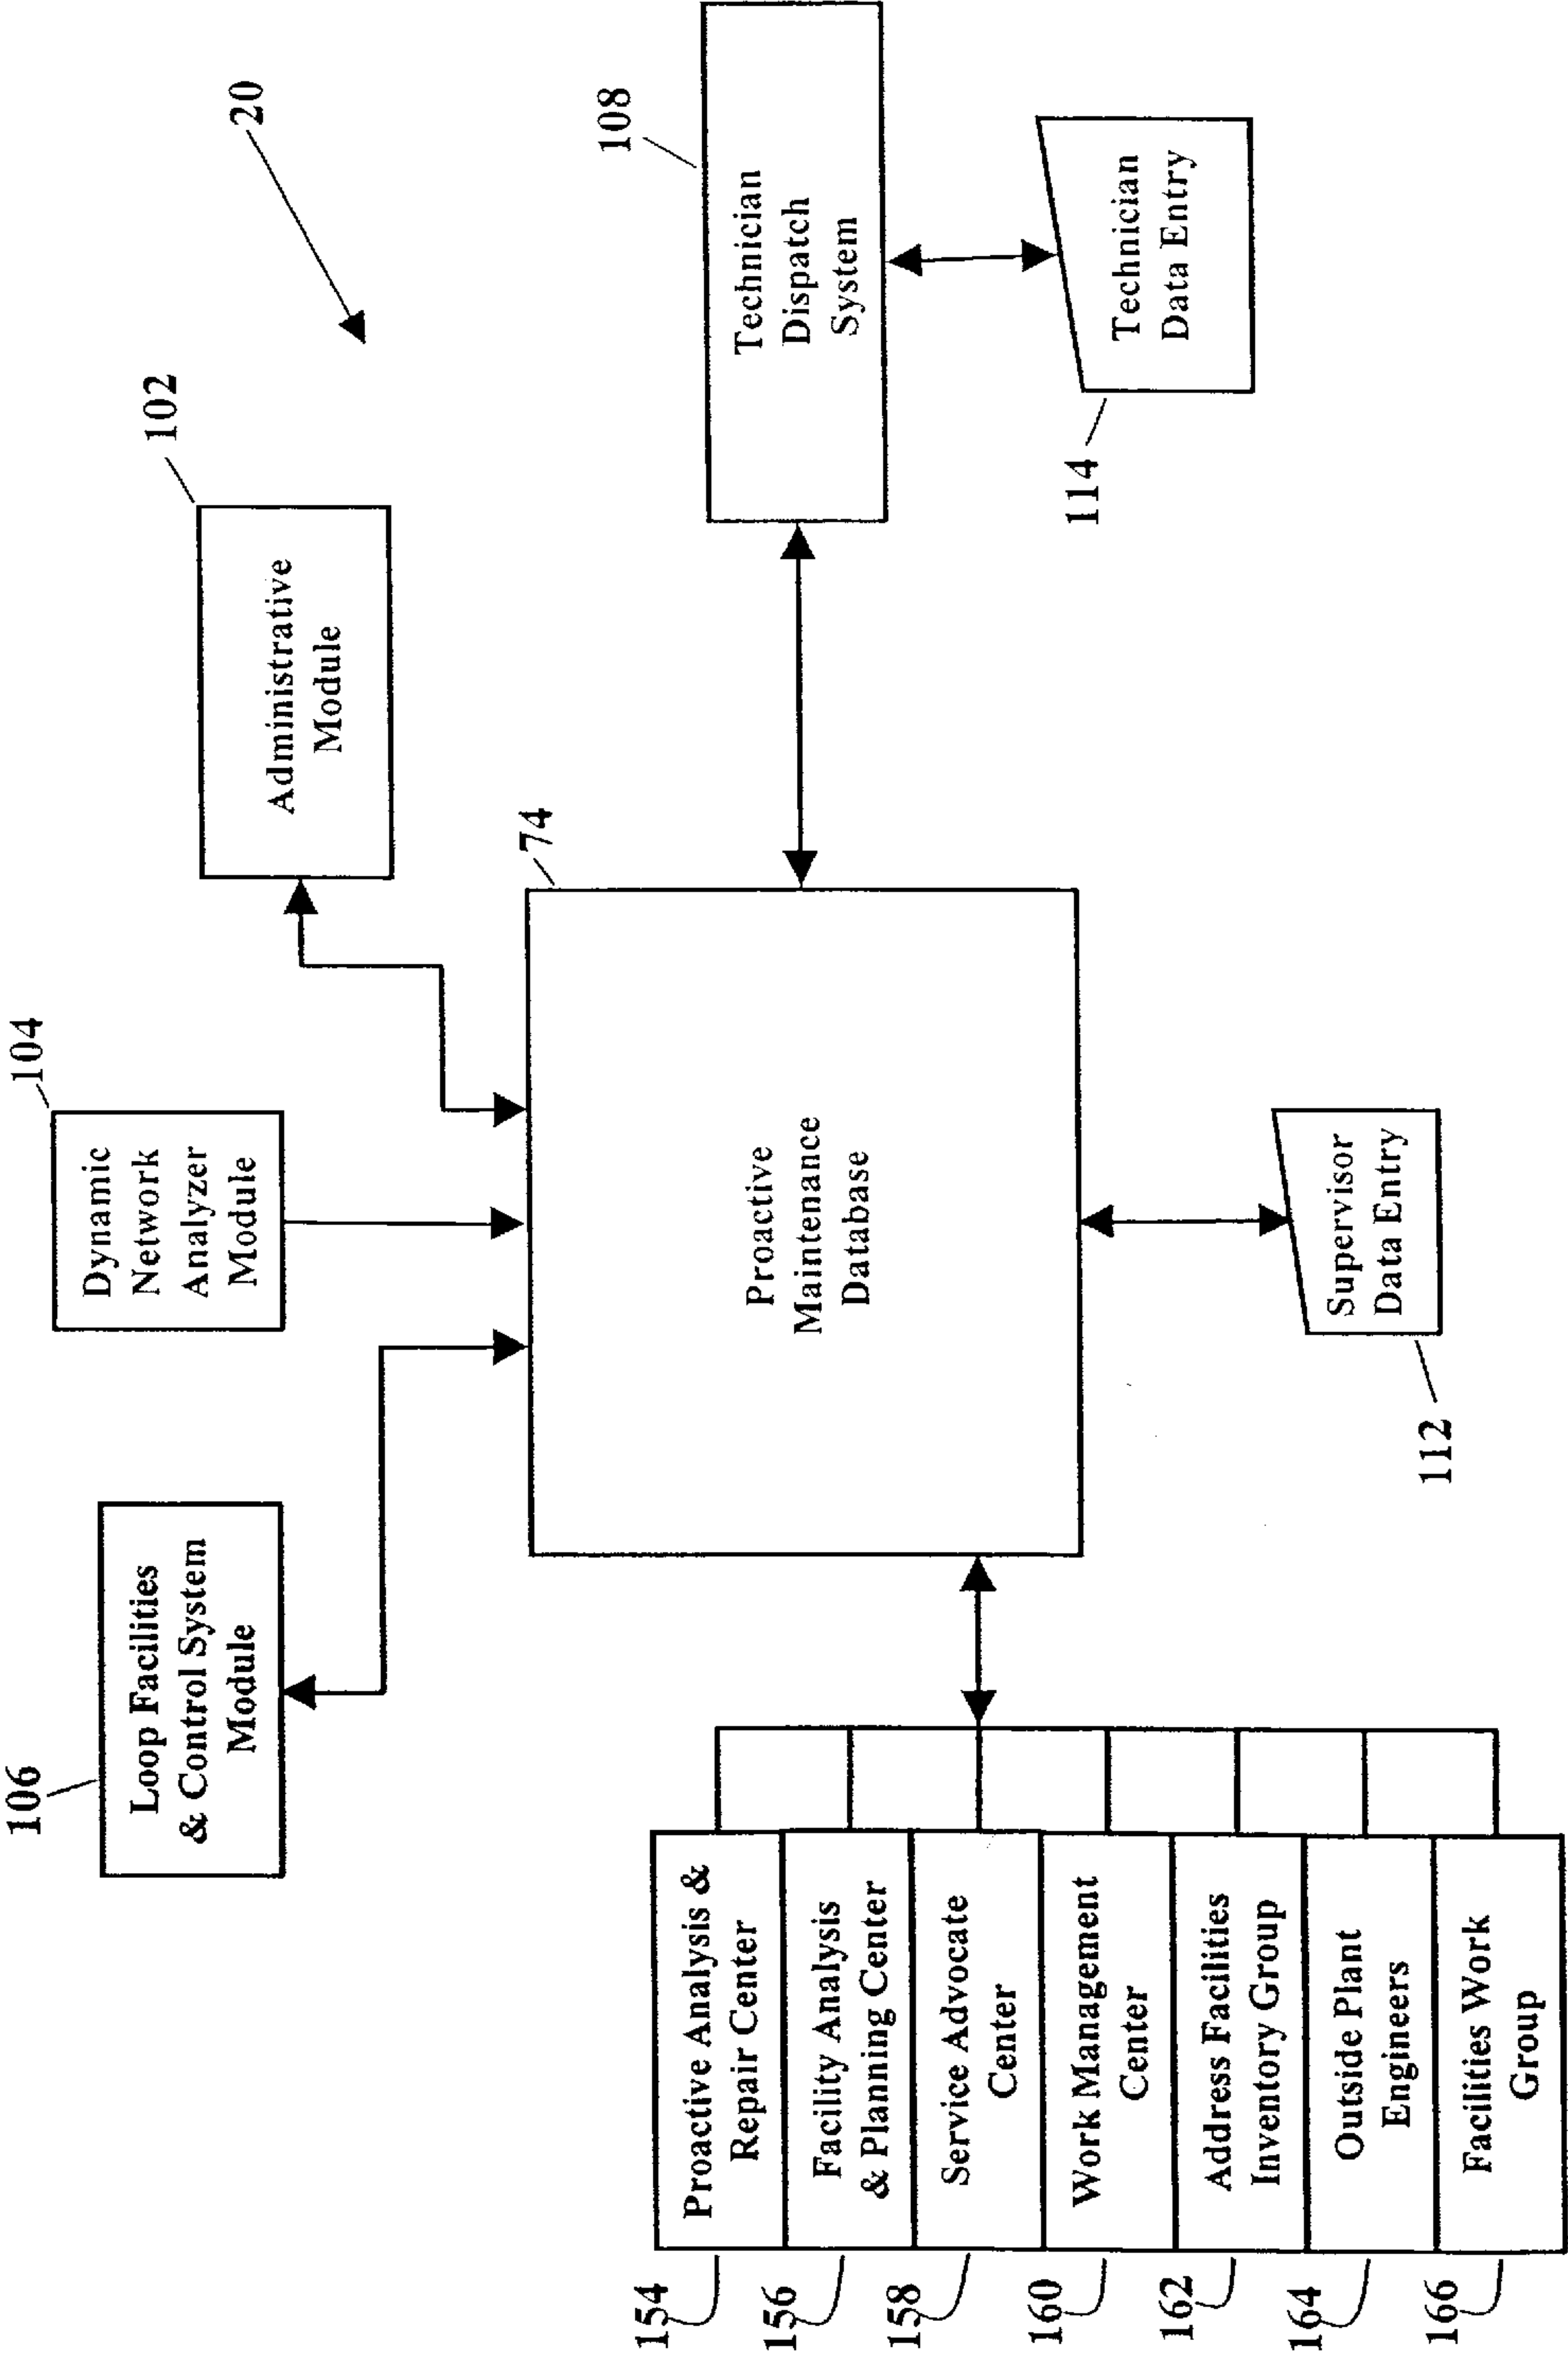 106
Loop Facilities
& Control System
Module
104
Dynamic
Network
Analyzer
Module
102
Administrative
Module
20
154
Proactive Analysis &
Repair Center
156
Facility Analysis
& Planning Center
158
Service Advocate
Center
160
Work Management
Center
162
Address Facilities
Inventory Group
164
Outside Plant
Engineers
166
Facilities Work
Group
74
Proactive
Maintenance
Database
108
Technician
Dispatch
System
112
Supervisor
Data Entry
114
Technician
Data Entry